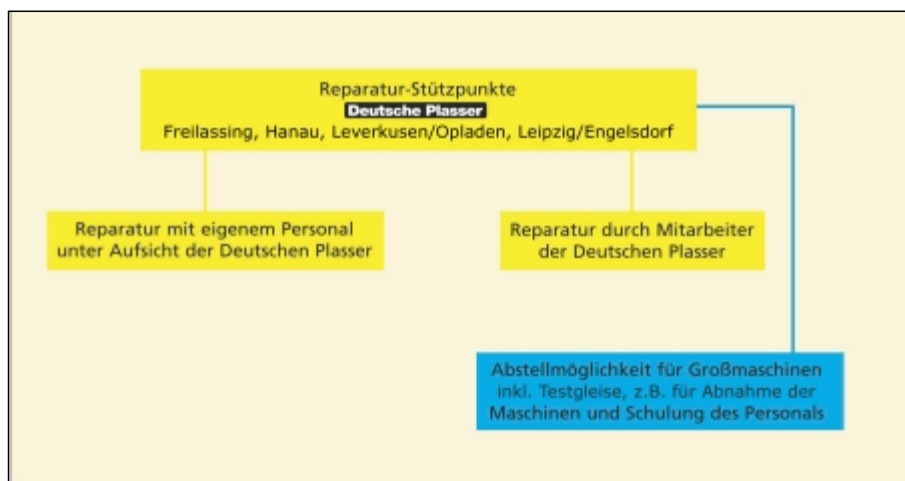 Reparatur-Stützpunkte
Deutsche Plasser
Freilassing, Hanau, Leverkusen/Opladen, Leipzig/Engelsdorf
Reparatur mit eigenem Personal
unter Aufsicht der Deutschen Plasser
Reparatur durch Mitarbeiter
der Deutschen Plasser
Abstellmöglichkeit für Großmaschinen
inkl. Testgleise, z.B. für Abnahme der
Maschinen und Schulung des Personals